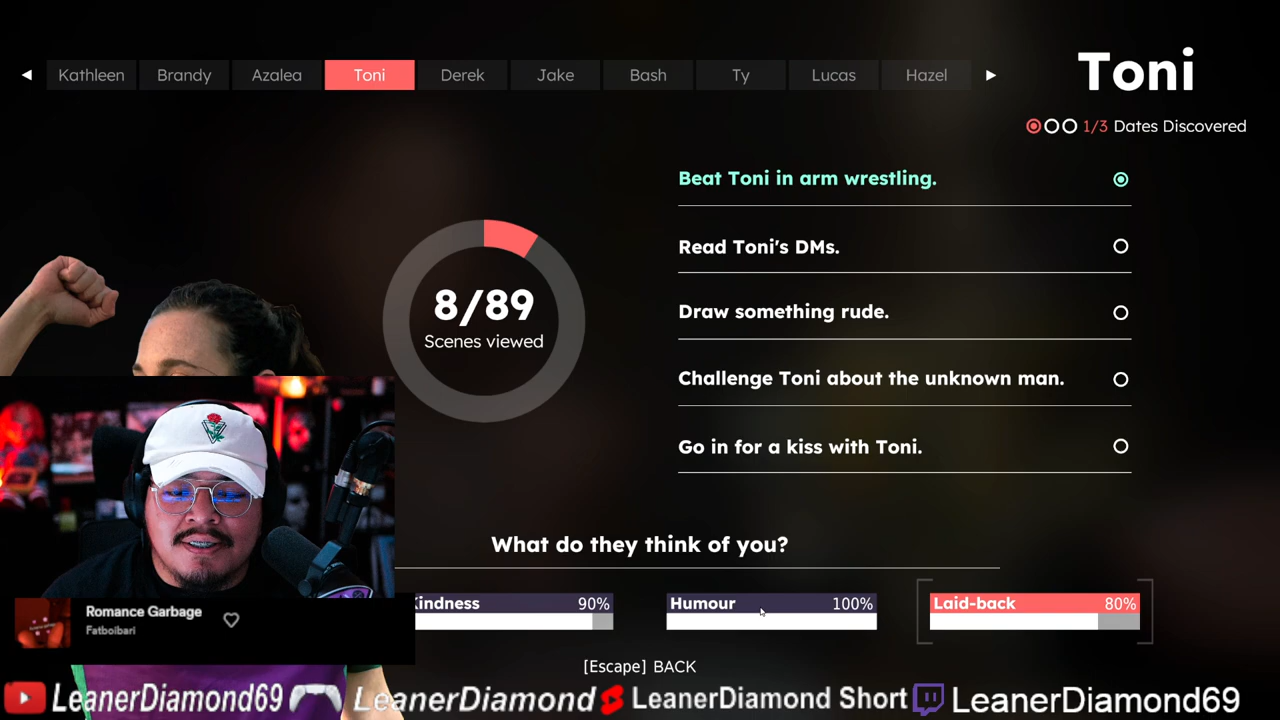 Kathleen Brandy Azalea Toni Derek Jake Bash Ty Lucas Hazel
Toni
1/3 Dates Discovered
Beat Toni in arm wrestling.
Read Toni's DMs.
8/89
Scenes viewed
Draw something rude.
Challenge Toni about the unknown man.
Go in for a kiss with Toni.
What do they think of you?
Kindness 90%
Humour 100%
Laid-back 80%
Romance Garbage
Fatboibari
[Escape] BACK
LeanerDiamond69 LeanerDiamond LeanerDiamond Short LeanerDiamond69